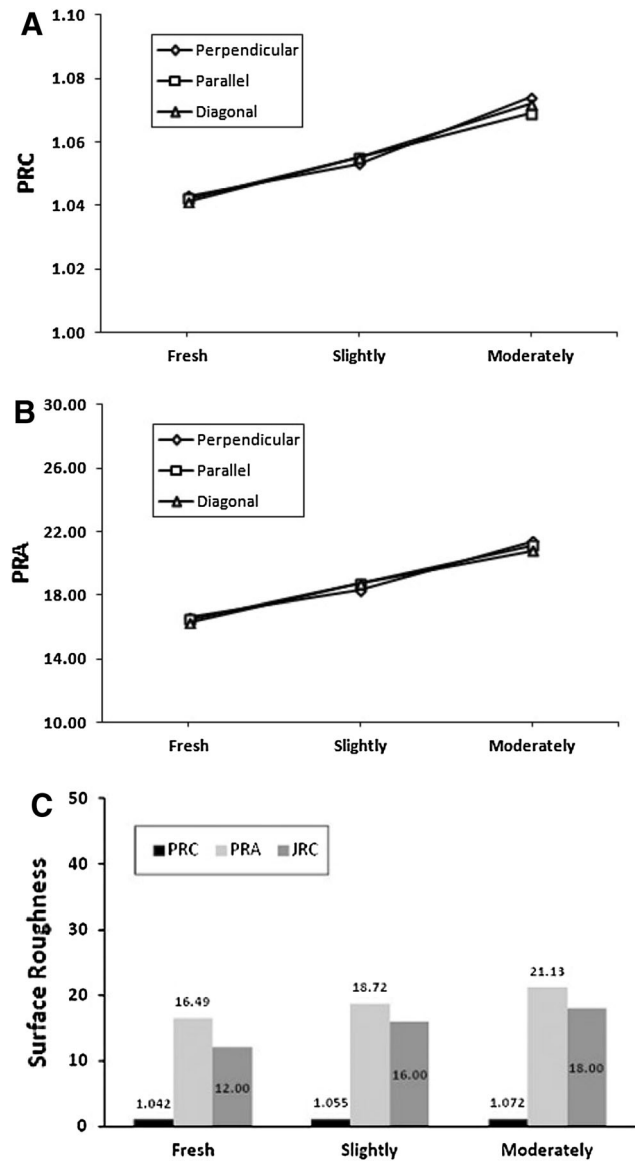 A
1.10
1.08
1.06
1.04
1.02
1.00
PRC
Perpendicular
Parallel
Diagonal
Fresh Slightly Moderately
B
30.00
26.00
22.00
18.00
14.00
10.00
PRA
Perpendicular
Parallel
Diagonal
Fresh Slightly Moderately
C
50
40
30
20
10
0
Surface Roughness
PRC PRA JRC
1.042 16.49 12.00
1.055 18.72 16.00
1.072 21.13 18.00
Fresh Slightly Moderately